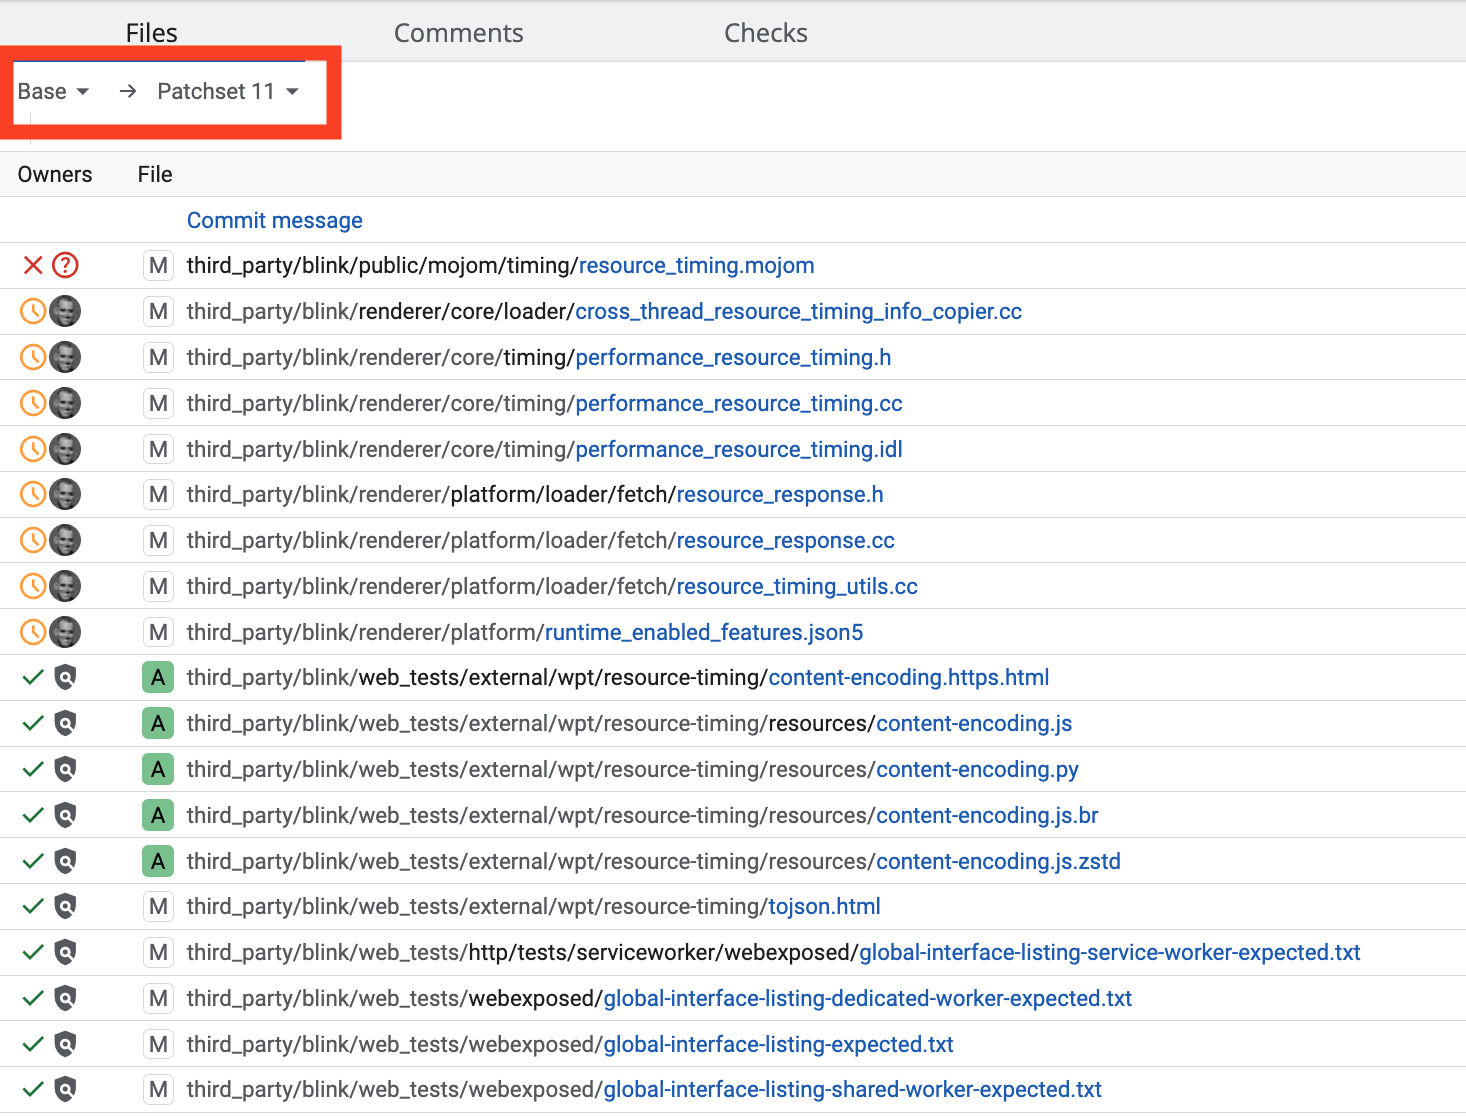 Files Comments Checks
Base → Patchset 11
Owners File
Commit message
M third_party/blink/public/mojom/timing/resource_timing.mojom
M third_party/blink/renderer/core/loader/cross_thread_resource_timing_info_copier.cc
M third_party/blink/renderer/core/timing/performance_resource_timing.h
M third_party/blink/renderer/core/timing/performance_resource_timing.cc
M third_party/blink/renderer/core/timing/performance_resource_timing.idl
M third_party/blink/renderer/platform/loader/fetch/resource_response.h
M third_party/blink/renderer/platform/loader/fetch/resource_response.cc
M third_party/blink/renderer/platform/loader/fetch/resource_timing_utils.cc
M third_party/blink/renderer/platform/runtime_enabled_features.json5
A third_party/blink/web_tests/external/wpt/resource-timing/content-encoding.https.html
A third_party/blink/web_tests/external/wpt/resource-timing/resources/content-encoding.js
A third_party/blink/web_tests/external/wpt/resource-timing/resources/content-encoding.py
A third_party/blink/web_tests/external/wpt/resource-timing/resources/content-encoding.js.br
A third_party/blink/web_tests/external/wpt/resource-timing/resources/content-encoding.js.zstd
M third_party/blink/web_tests/external/wpt/resource-timing/tojson.html
M third_party/blink/web_tests/http/tests/serviceworker/webexposed/global-interface-listing-service-worker-expected.txt
M third_party/blink/web_tests/webexposed/global-interface-listing-dedicated-worker-expected.txt
M third_party/blink/web_tests/webexposed/global-interface-listing-expected.txt
M third_party/blink/web_tests/webexposed/global-interface-listing-shared-worker-expected.txt